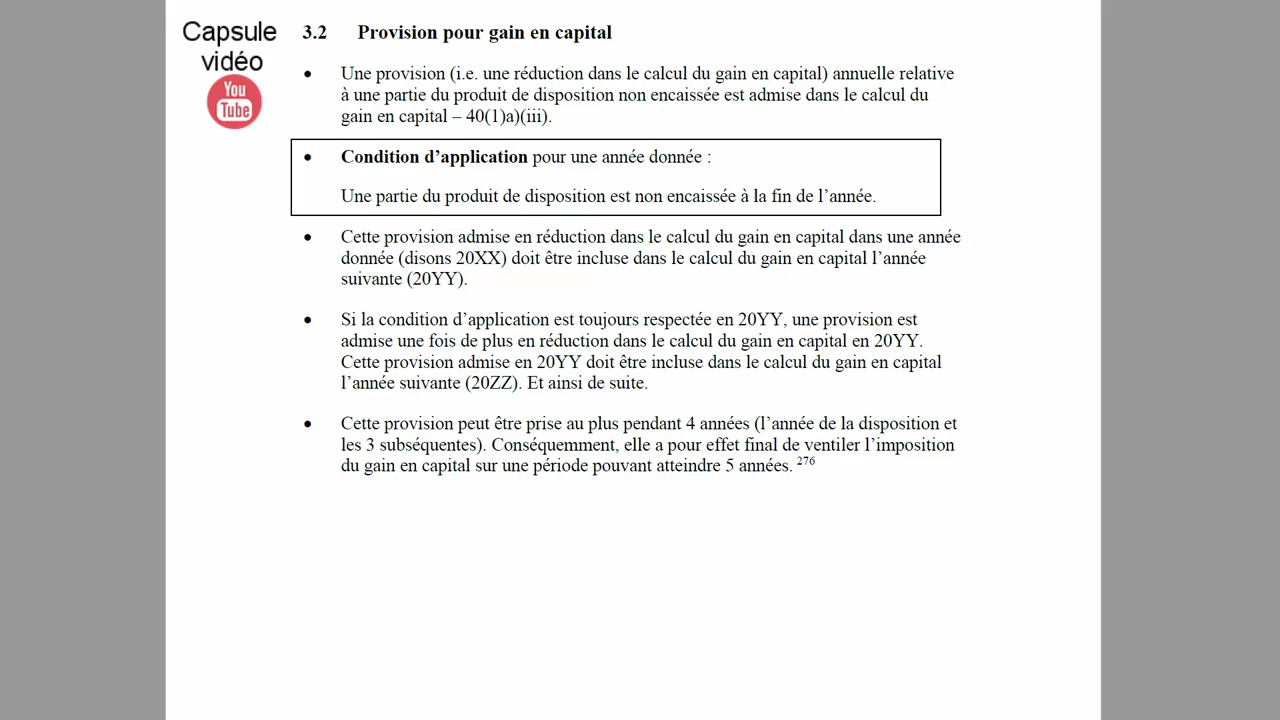 Capsule
vidéo
You
Tube
3.2 Provision pour gain en capital
• Une provision (i.e. une réduction dans le calcul du gain en capital) annuelle relative
à une partie du produit de disposition non encaissée est admise dans le calcul du
gain en capital – 40(1)a)(iii).
• Condition d’application pour une année donnée :
Une partie du produit de disposition est non encaissée à la fin de l’année.
• Cette provision admise en réduction dans le calcul du gain en capital dans une année
donnée (disons 20XX) doit être incluse dans le calcul du gain en capital l’année
suivante (20YY).
• Si la condition d’application est toujours respectée en 20YY, une provision est
admise une fois de plus en réduction dans le calcul du gain en capital en 20YY.
Cette provision admise en 20YY doit être incluse dans le calcul du gain en capital
l’année suivante (20ZZ). Et ainsi de suite.
• Cette provision peut être prise au plus pendant 4 années (l’année de la disposition et
les 3 subséquentes). Conséquemment, elle a pour effet final de ventiler l’imposition
du gain en capital sur une période pouvant atteindre 5 années. 276